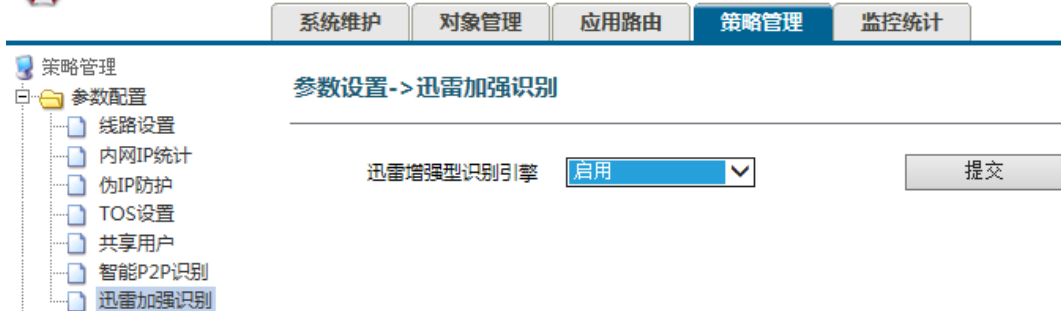 系统维护 对象管理 应用路由 策略管理 监控统计
策略管理
参数配置
线路设置
内网IP统计
伪IP防护
TOS设置
共享用户
智能P2P识别
迅雷加强识别
参数设置->迅雷加强识别
迅雷增强型识别引擎 启用 提交